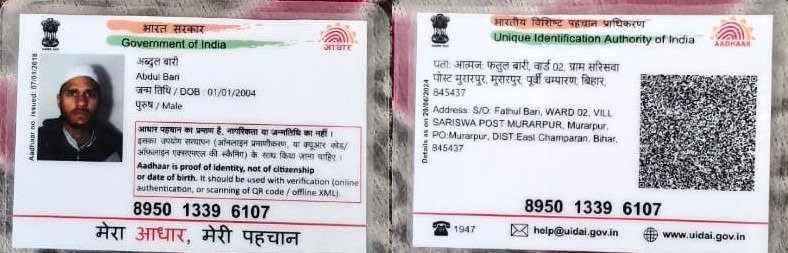 भारत सरकार
Government of India
आधार
Aadhaar no. issued: 07/01/2018
अब्दुल बारी
Abdul Bari
जन्म तिथि / DOB : 01/01/2004
पुरुष / Male
आधार पहचान का प्रमाण है, नागरिकता या जन्मतिथि का नहीं ।
इसका उपयोग सत्यापन (ऑनलाइन प्रमाणीकरण, या क्यूआर कोड/
ऑफलाइन एक्सएमएल की स्कैनिंग) के साथ किया जाना चाहिए ।
Aadhaar is proof of identity, not of citizenship
or date of birth. It should be used with verification (online
authentication, or scanning of QR code / offline XML).
8950 1339 6107
मेरा आधार, मेरी पहचान
भारतीय विशिष्ट पहचान प्राधिकरण
Unique Identification Authority of India
AADHAAR
Details as on: 20/06/2024
पता: आत्मज: फतुल बारी, वार्ड 02, ग्राम सरिसवा
पोस्ट मुरारपुर, मुरारपुर, पूर्वी चम्पारण, बिहार,
845437
Address: S/O: Fathul Bari, WARD 02, VILL
SARISWA POST MURARPUR, Murarpur,
PO:Murarpur, DIST:East Champaran, Bihar,
845437
8950 1339 6107
1947
help@uidai.gov.in
www.uidai.gov.in